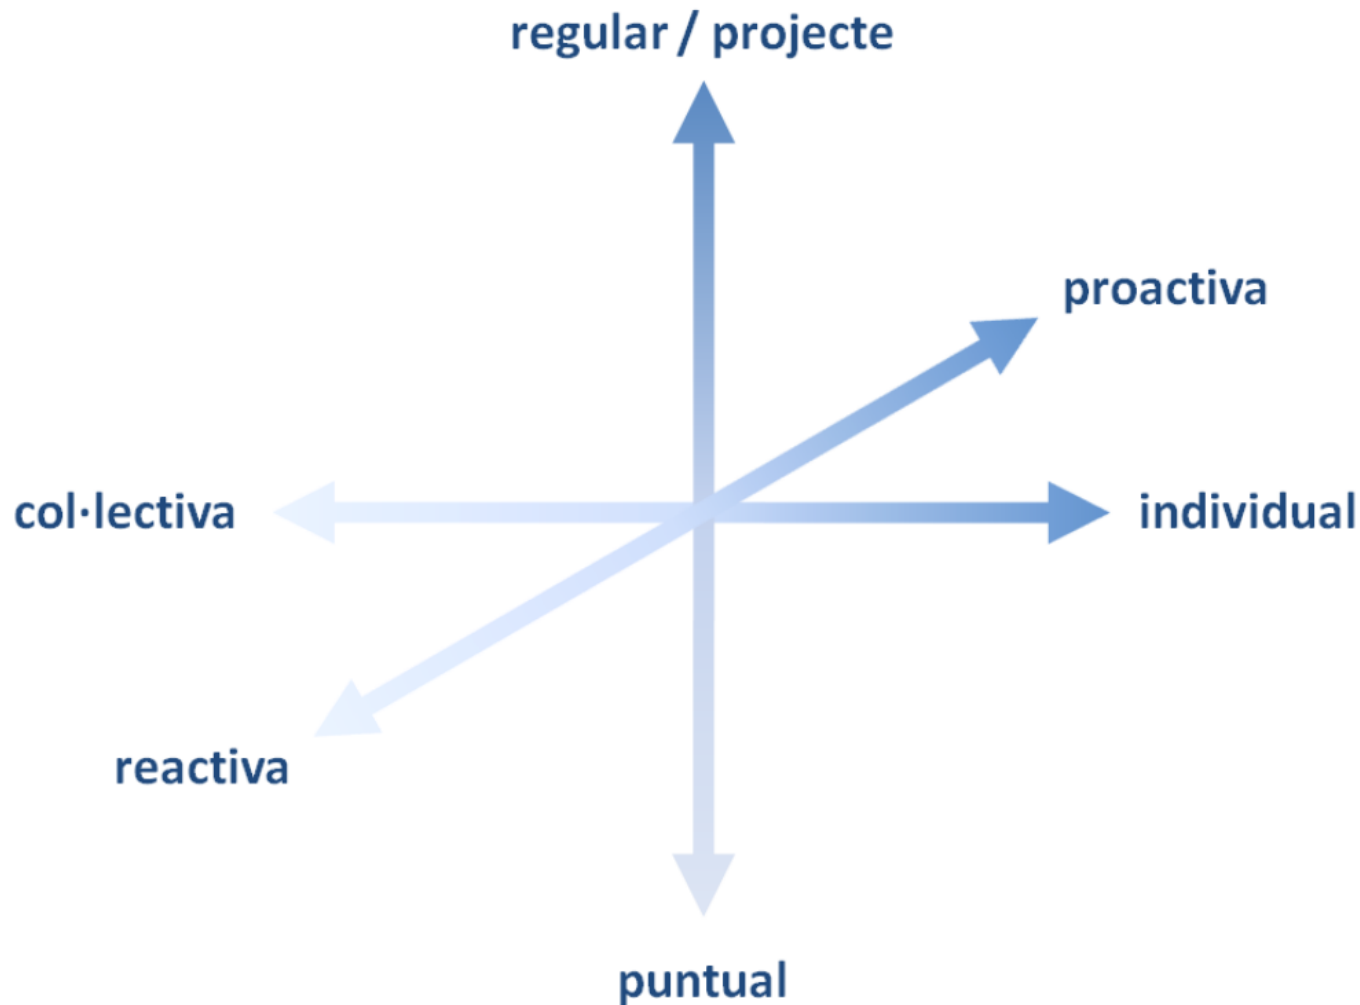 regular / projecte
proactiva
col·lectiva
individual
reactiva
puntual